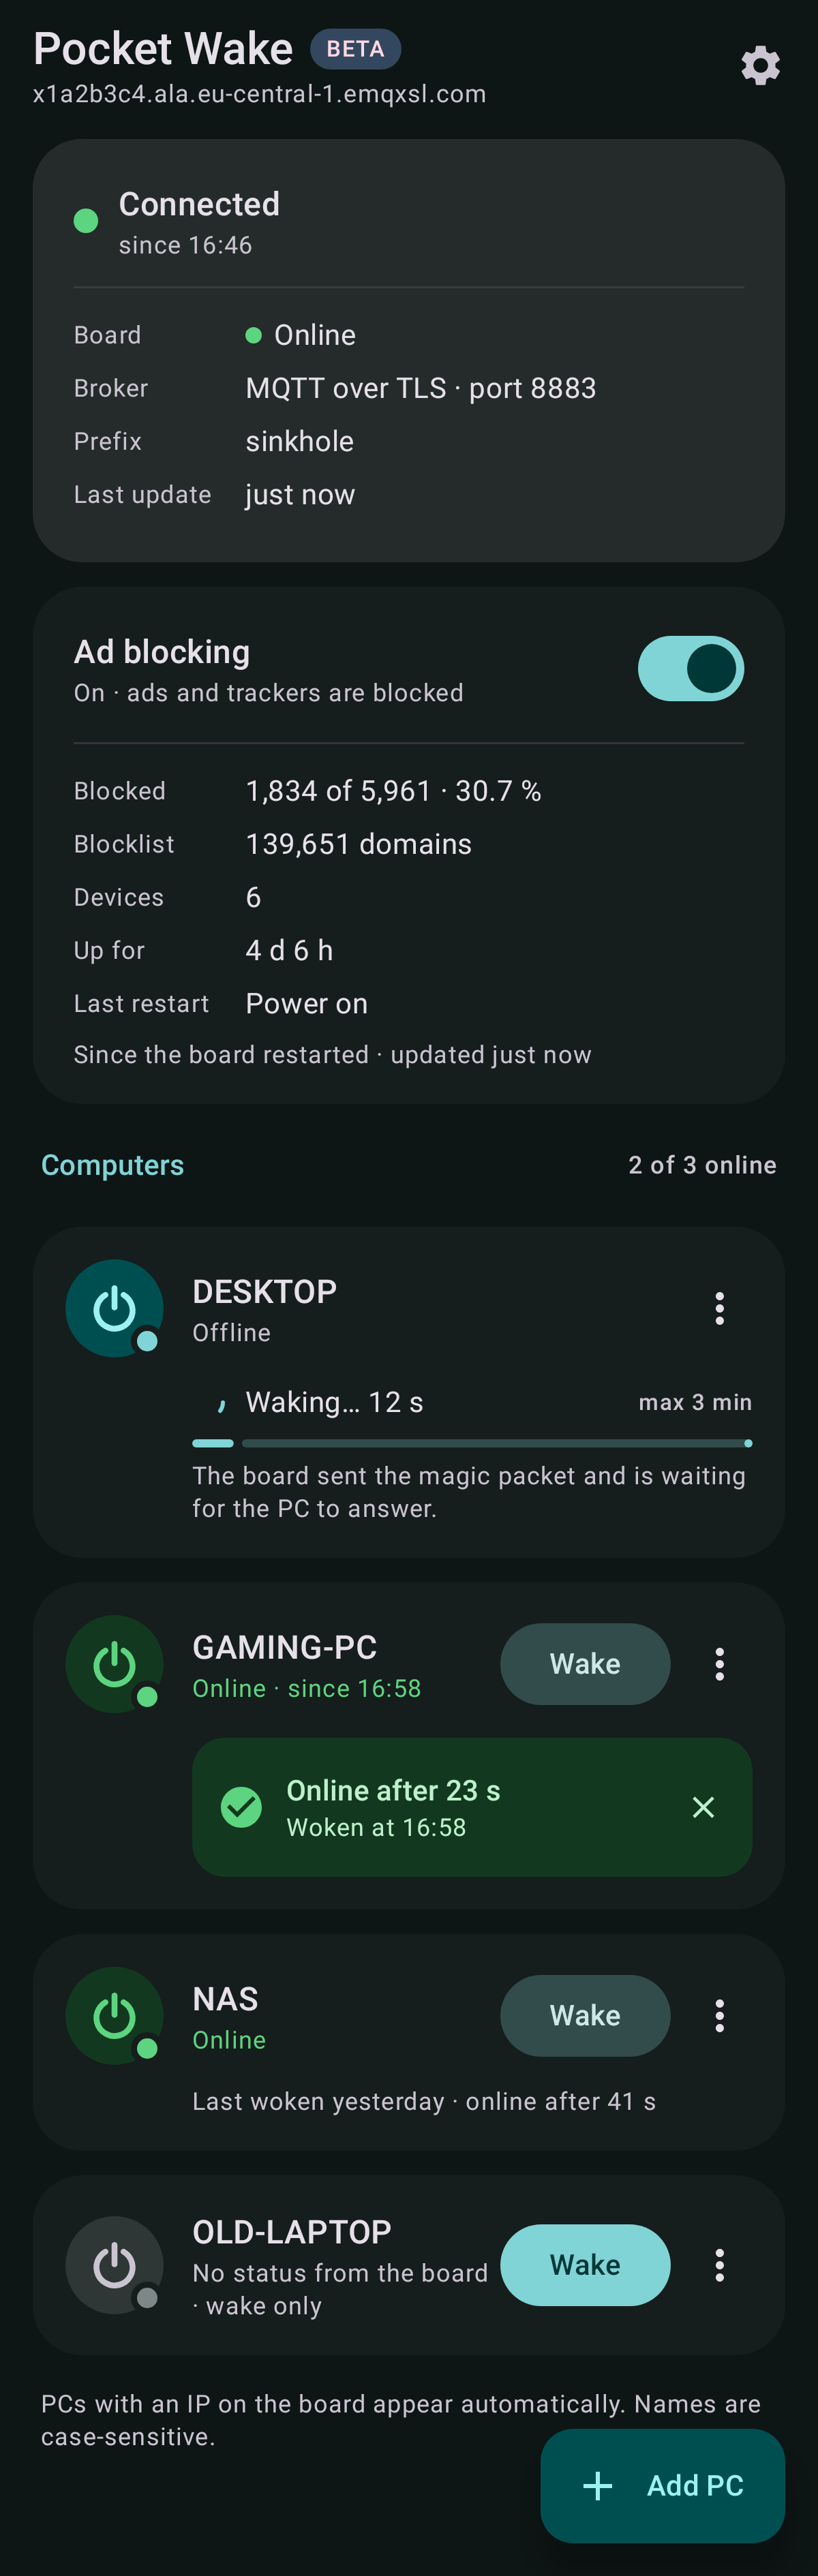 Pocket Wake BETA
x1a2b3c4.ala.eu-central-1.emqxsl.com
Connected
since 16:46
Board Online
Broker MQTT over TLS · port 8883
Prefix sinkhole
Last update just now
Ad blocking
On · ads and trackers are blocked
Blocked 1,834 of 5,961 · 30.7 %
Blocklist 139,651 domains
Devices 6
Up for 4 d 6 h
Last restart Power on
Since the board restarted · updated just now
Computers 2 of 3 online
DESKTOP
Offline
Waking… 12 s max 3 min
The board sent the magic packet and is waiting
for the PC to answer.
GAMING-PC
Online · since 16:58
Wake
Online after 23 s
Woken at 16:58
NAS
Online
Wake
Last woken yesterday · online after 41 s
OLD-LAPTOP
No status from the board
· wake only
Wake
PCs with an IP on the board appear automatically. Names are
case-sensitive.
Add PC